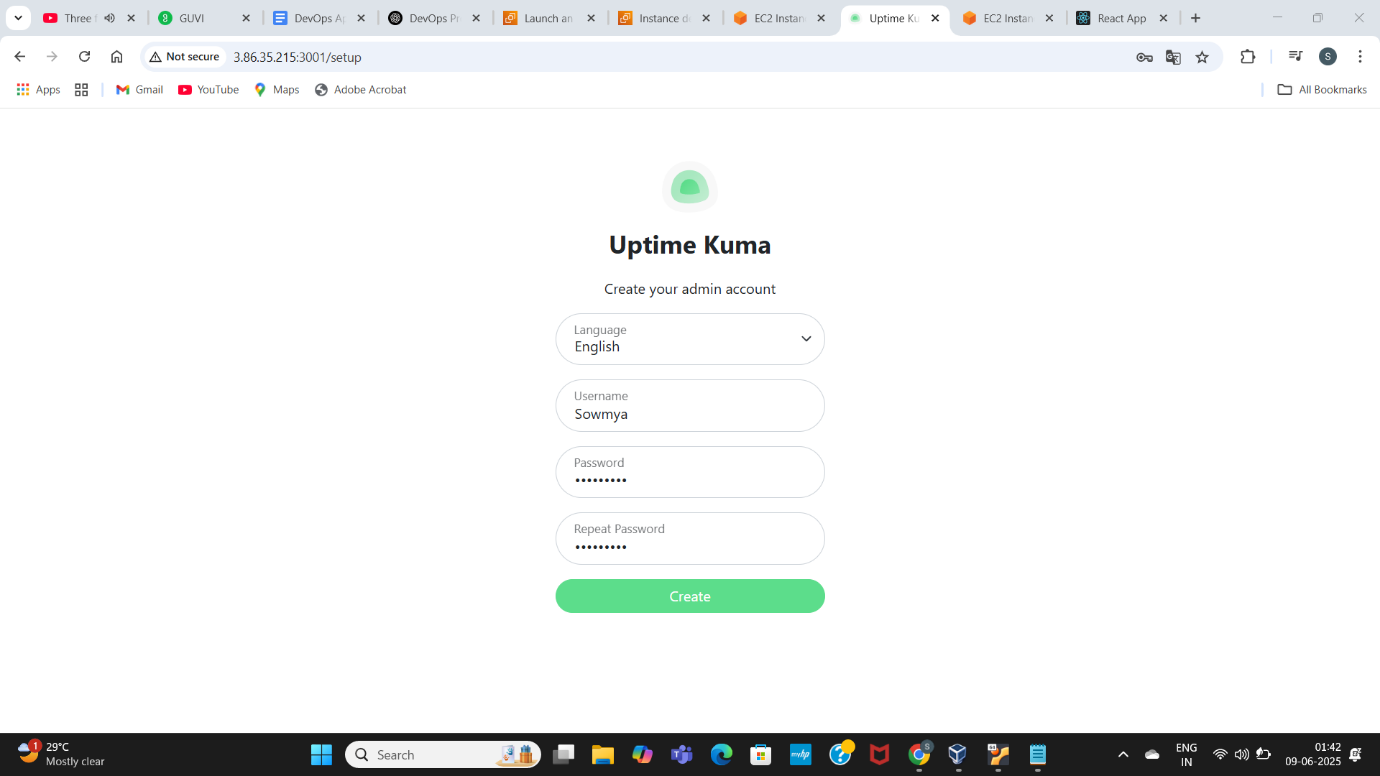 Three f
GUVI
DevOps Ap
DevOps Pr
Launch an
Instance d
EC2 Instan
Uptime Ku
EC2 Instan
React App
Not secure
3.86.35.215:3001/setup
S
Apps
Gmail
YouTube
Maps
Adobe Acrobat
All Bookmarks
Uptime Kuma
Create your admin account
Language
English
Username
Sowmya
Password
•••••••••
Repeat Password
•••••••••
Create
1
29°C
Mostly clear
Search
myhp
S
ENG
IN
01:42
09-06-2025